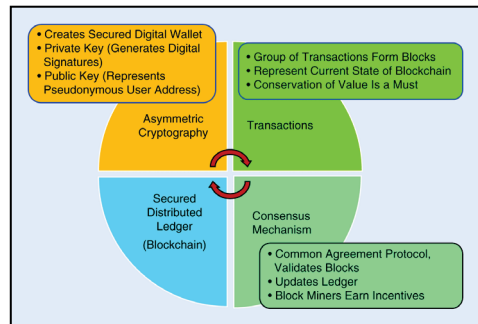 • Creates Secured Digital Wallet
• Private Key (Generates Digital
Signatures)
• Public Key (Represents
Pseudonymous User Address)
• Group of Transactions Form Blocks
• Represent Current State of Blockchain
• Conservation of Value Is a Must
Asymmetric
Cryptography
Transactions
Secured
Distributed
Ledger
(Blockchain)
Consensus
Mechanism
• Common Agreement Protocol,
Validates Blocks
• Updates Ledger
• Block Miners Earn Incentives